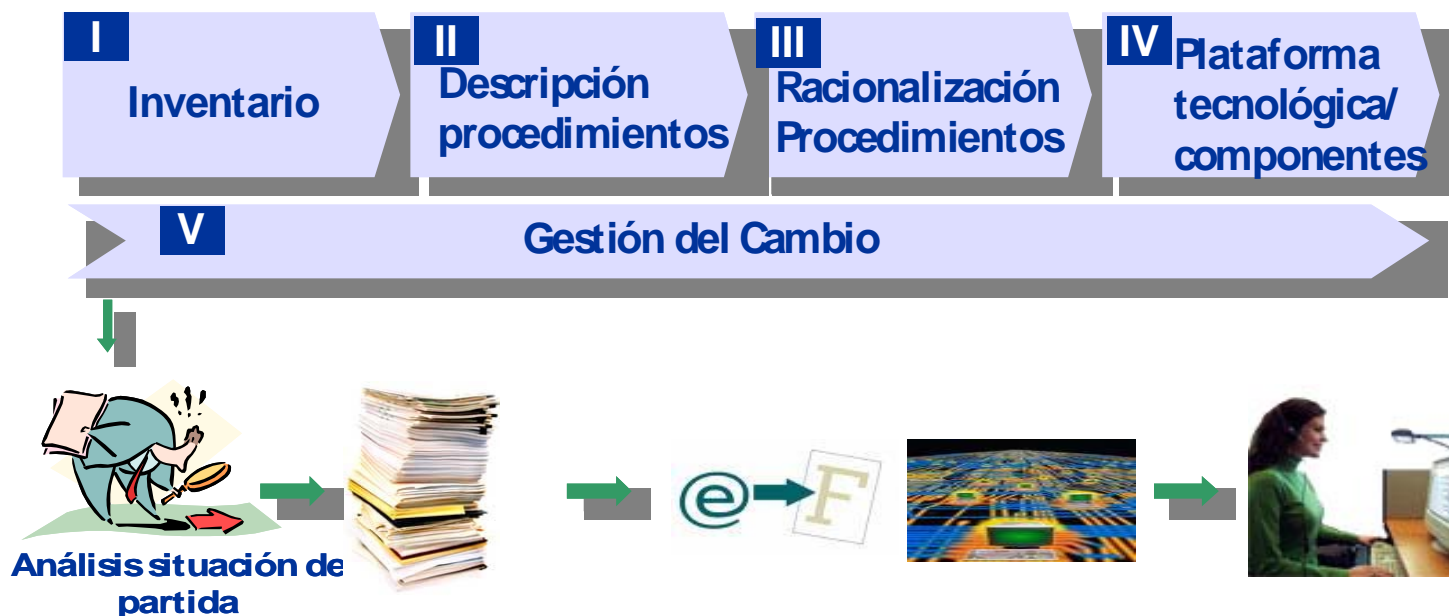 I
Inventario
II
Descripción
procedimientos
III
Racionalización
Procedimientos
IV
Plataforma
tecnológica/
componentes
V
Gestión del Cambio
e
F
Análisis situación de
partida